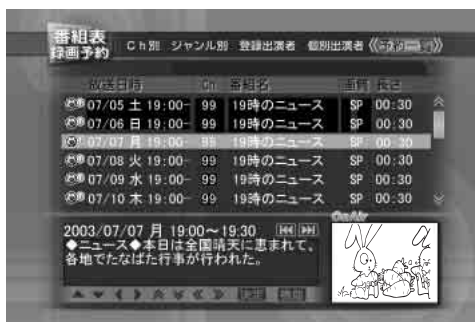 番組表
録画予約
Ch別 ジャンル別 登録出演者 個別出演者
放送日時 Ch 番組名 画質 長さ
07/05 土 19:00- 99 19時のニュース SP 00:30
07/06 日 19:00- 99 19時のニュース SP 00:30
07/07 月 19:00- 99 19時のニュース SP 00:30
07/08 火 19:00- 99 19時のニュース SP 00:30
07/09 水 19:00- 99 19時のニュース SP 00:30
07/10 木 19:00- 99 19時のニュース SP 00:30
2003/07/07 月 19:00～19:30
OnAir
◆ニュース◆本日は全国晴天に恵まれて、
各地でたなばた行事が行われた。